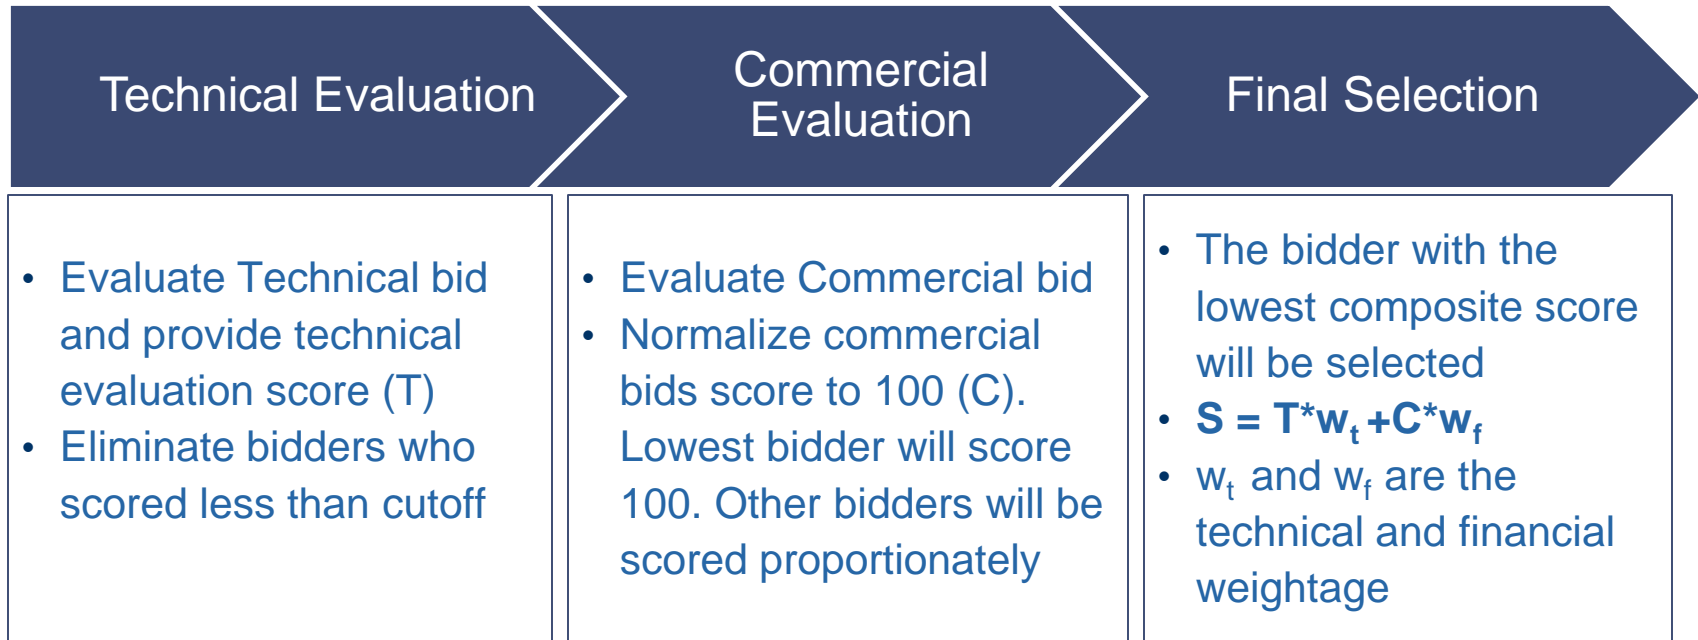 Technical Evaluation
Commercial
Evaluation
Final Selection
• Evaluate Technical bid
and provide technical
evaluation score (T)
• Eliminate bidders who
scored less than cutoff
• Evaluate Commercial bid
• Normalize commercial
bids score to 100 (C).
Lowest bidder will score
100. Other bidders will be
scored proportionately
• The bidder with the
lowest composite score
will be selected
• S = T*wt +C*wf
• wt and wf are the
technical and financial
weightage